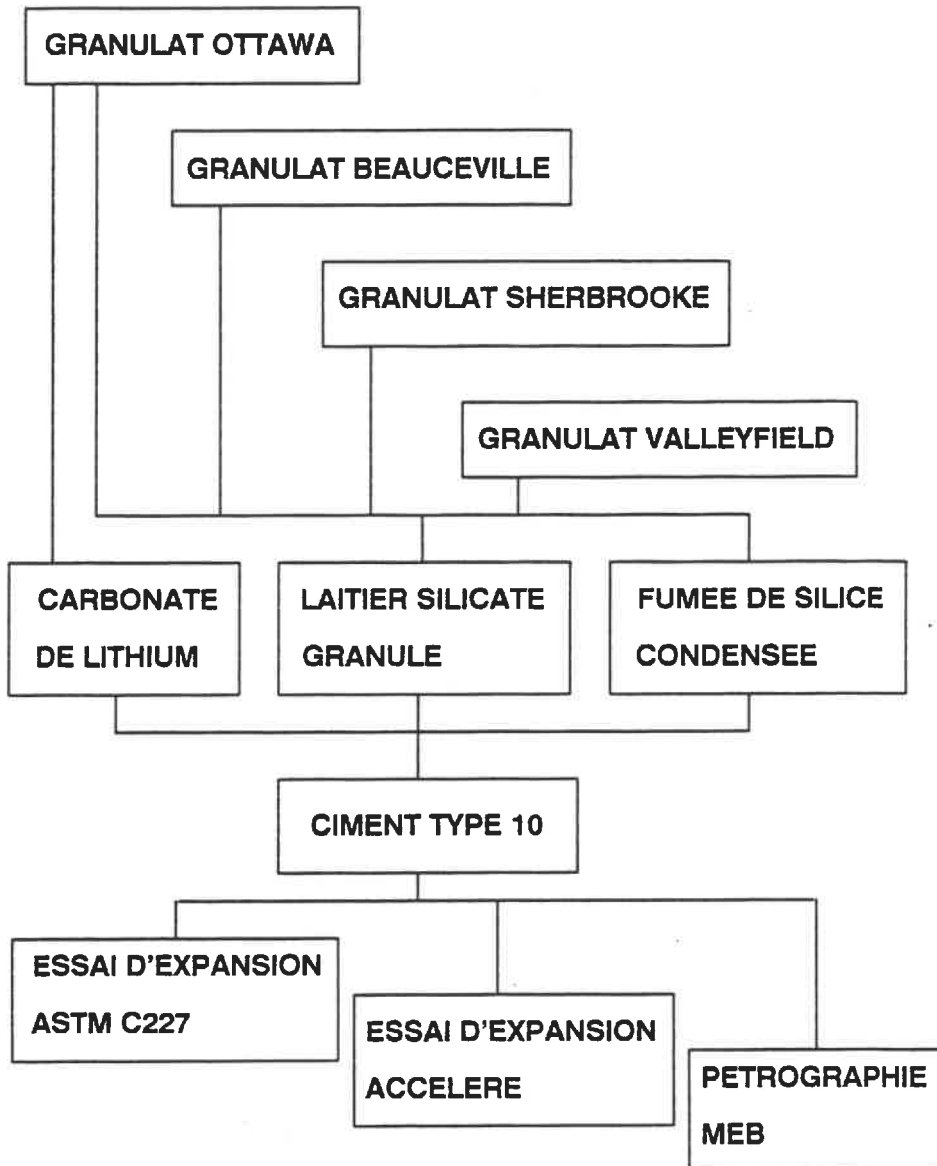 GRANULAT OTTAWA
GRANULAT BEAUCEVILLE
GRANULAT SHERBROOKE
GRANULAT VALLEYFIELD
CARBONATE
DE LITHIUM
LAITIER SILICATE
GRANULE
FUMEE DE SILICE
CONDENSEE
CIMENT TYPE 10
ESSAI D'EXPANSION
ASTM C227
ESSAI D'EXPANSION
ACCELERE
PETROGRAPHIE
MEB